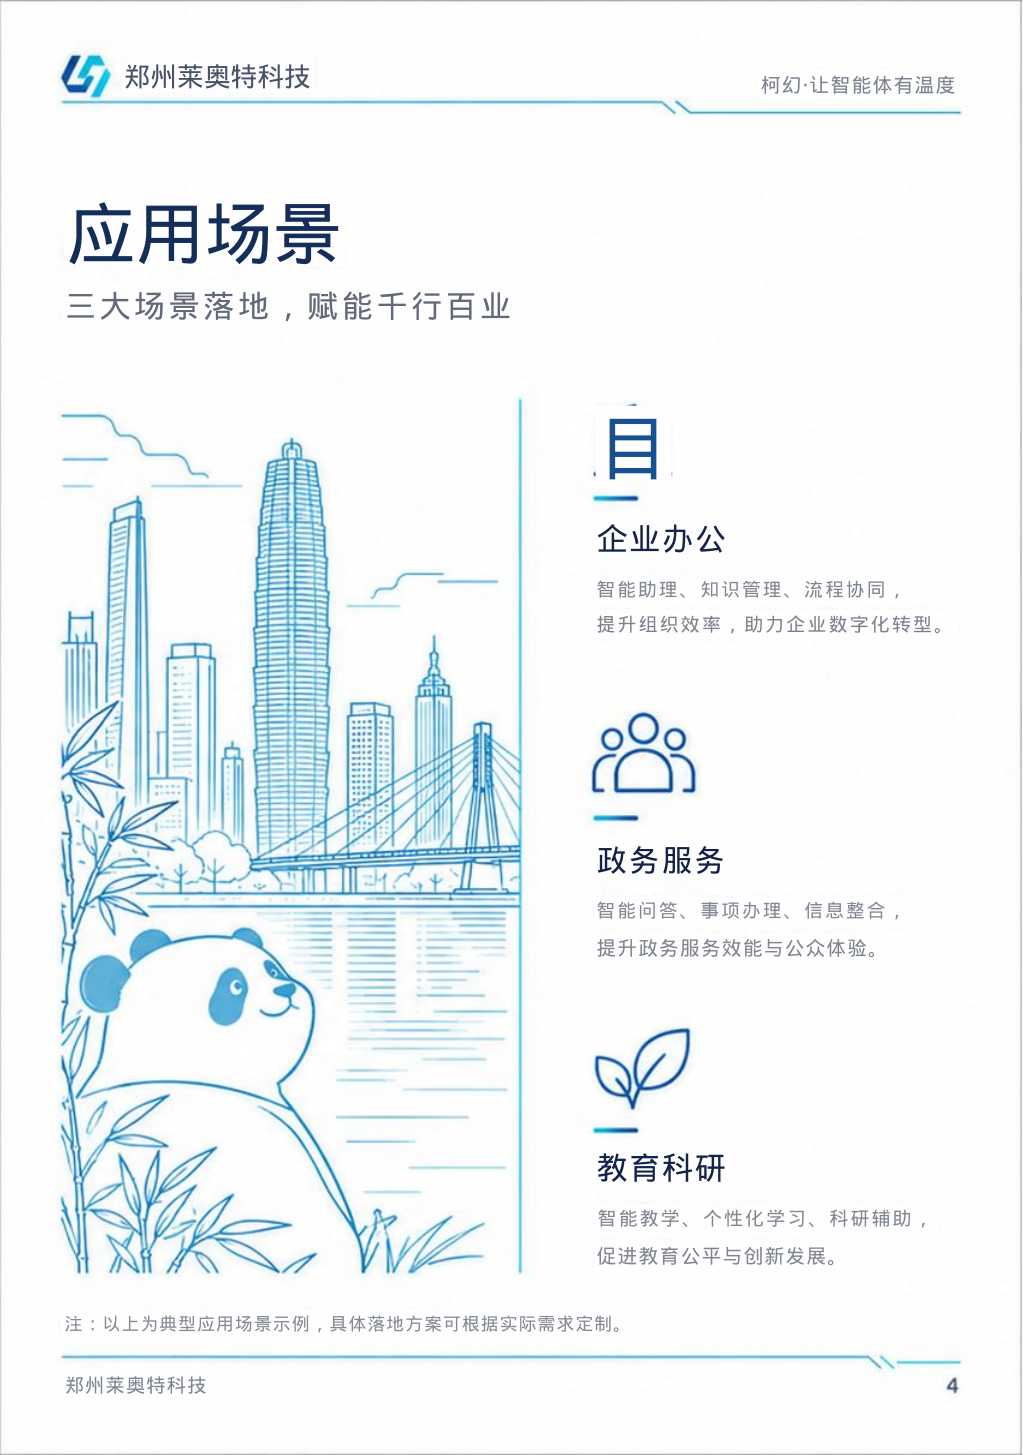 郑州莱奥特科技
柯幻·让智能体有温度
应用场景
三大场景落地，赋能千行百业
目
企业办公
智能助理、知识管理、流程协同，
提升组织效率，助力企业数字化转型。
政务服务
智能问答、事项办理、信息整合，
提升政务服务效能与公众体验。
教育科研
智能教学、个性化学习、科研辅助，
促进教育公平与创新发展。
注：以上为典型应用场景示例，具体落地方案可根据实际需求定制。
郑州莱奥特科技
4